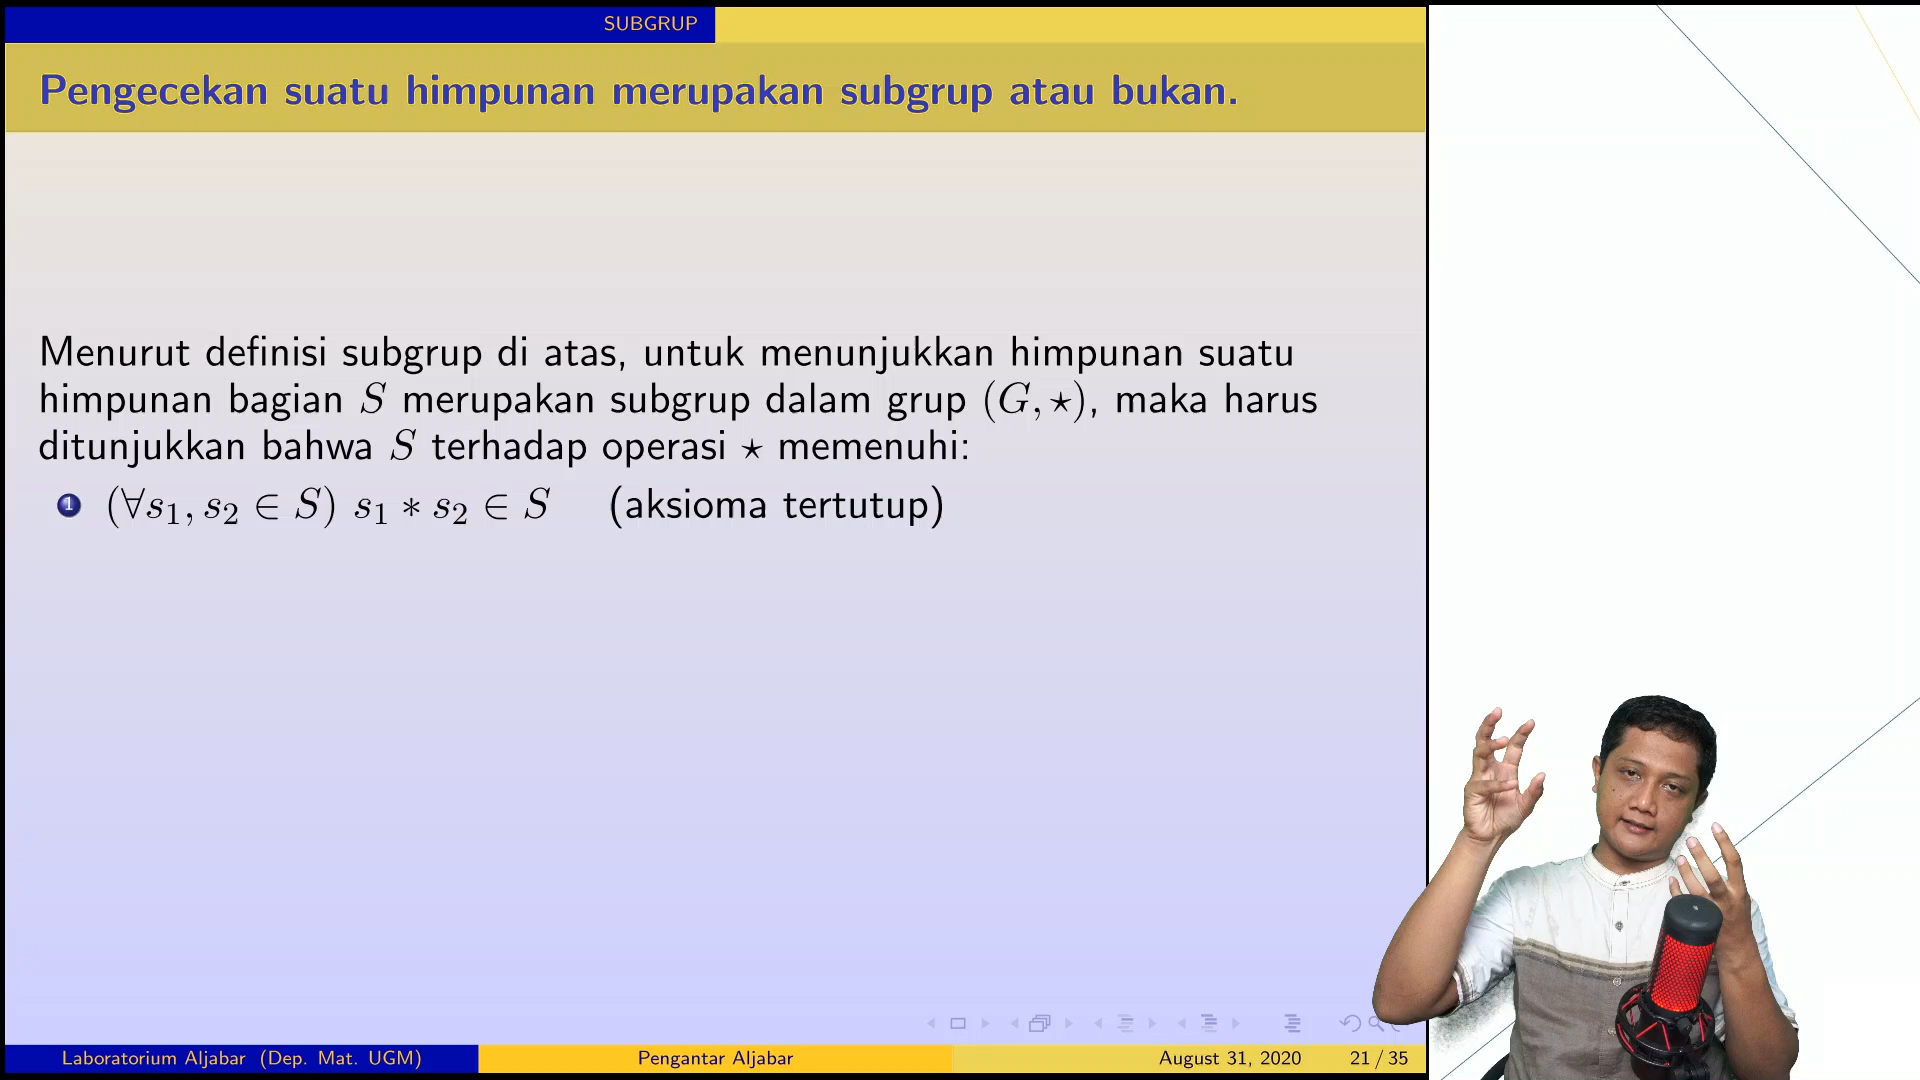 SUBGRUP
Pengecekan suatu himpunan merupakan subgrup atau bukan.
Menurut definisi subgrup di atas, untuk menunjukkan himpunan suatu
himpunan bagian S merupakan subgrup dalam grup (G, ⋆), maka harus
ditunjukkan bahwa S terhadap operasi ⋆ memenuhi:
1 (∀s₁, s₂ ∈ S) s₁ ∗ s₂ ∈ S (aksioma tertutup)
Laboratorium Aljabar (Dep. Mat. UGM) Pengantar Aljabar August 31, 2020 21 / 35